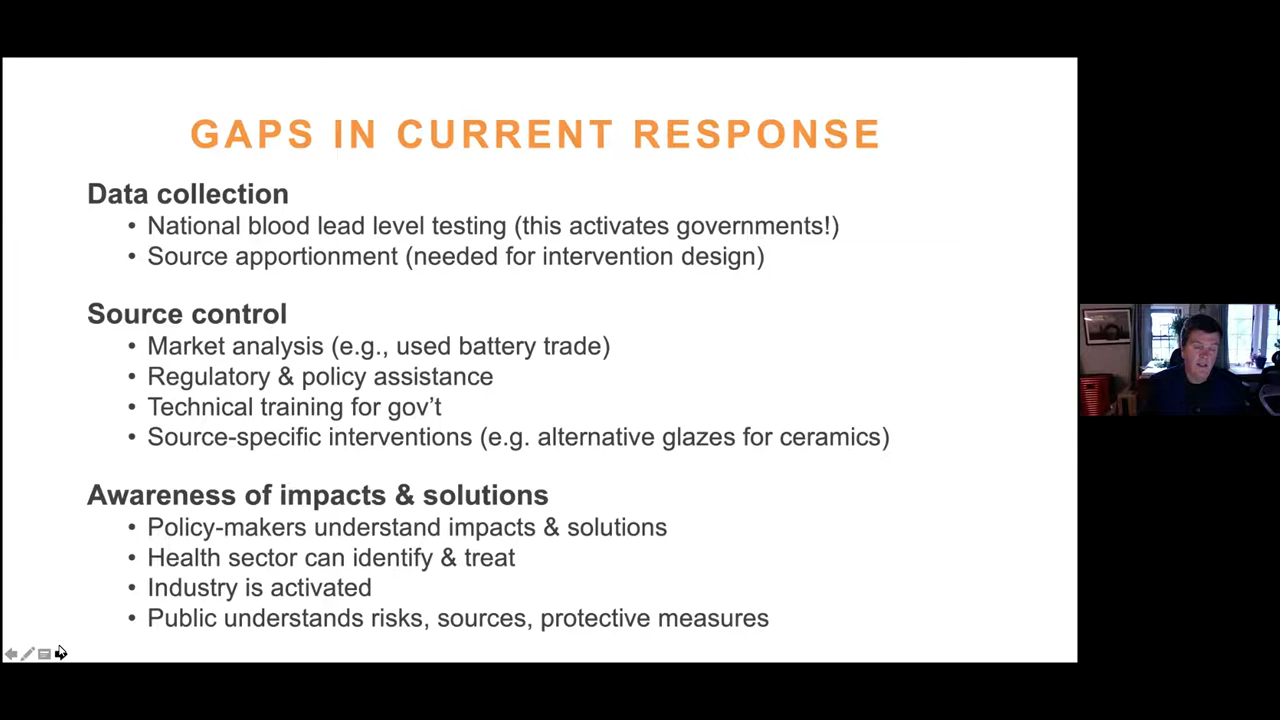 GAPS IN CURRENT RESPONSE
Data collection
• National blood lead level testing (this activates governments!)
• Source apportionment (needed for intervention design)
Source control
• Market analysis (e.g., used battery trade)
• Regulatory & policy assistance
• Technical training for gov't
• Source-specific interventions (e.g. alternative glazes for ceramics)
Awareness of impacts & solutions
• Policy-makers understand impacts & solutions
• Health sector can identify & treat
• Industry is activated
• Public understands risks, sources, protective measures